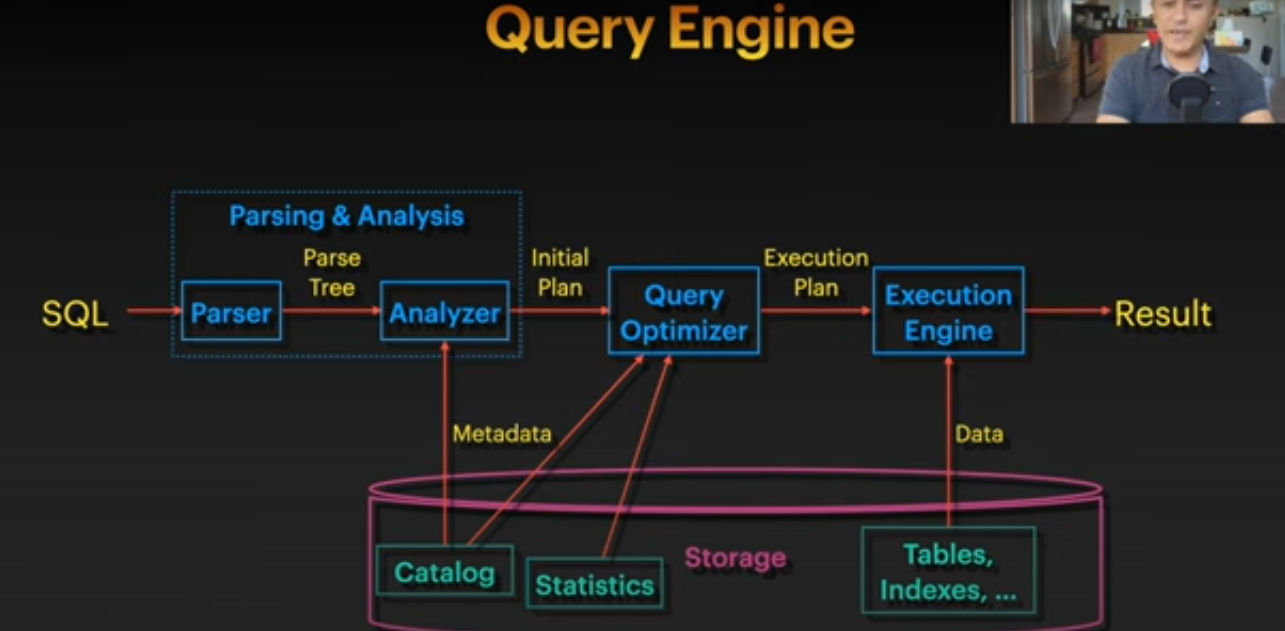 Query Engine
Parsing & Analysis
Parse
Tree
Initial
Plan
Execution
Plan
SQL
Parser
Analyzer
Query
Optimizer
Execution
Engine
Result
Metadata
Data
Catalog
Statistics
Storage
Tables,
Indexes, ...